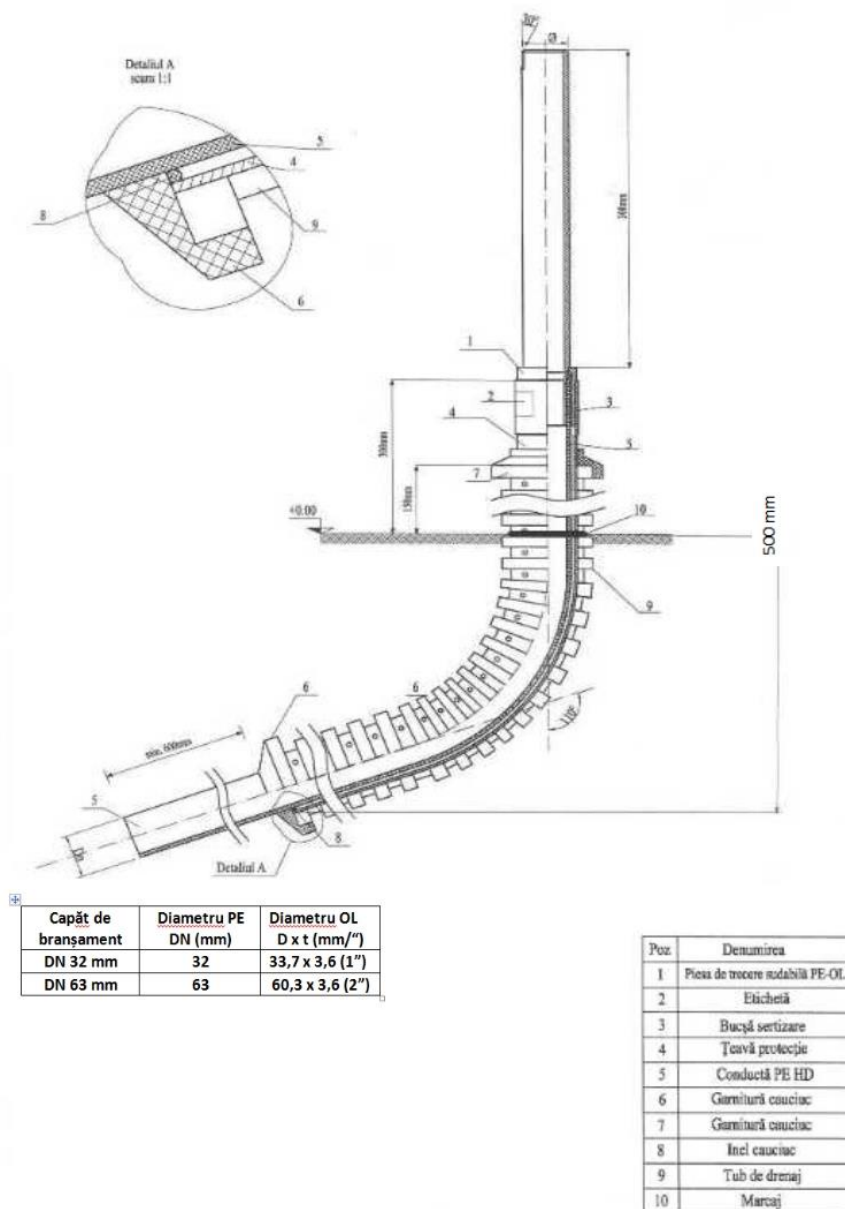 Detaliul A
scara 1:1
5
4
8
9
6
30°
1
2
3
4
5
300mm
7
150mm
10
±0.00
500 mm
9
6
6
110°
min. 600mm
5
Dn
8
Detaliul A
Capăt de branșament | Diametru PE DN (mm) | Diametru OL D x t (mm/“)
DN 32 mm | 32 | 33,7 x 3,6 (1”)
DN 63 mm | 63 | 60,3 x 3,6 (2”)
Poz | Denumirea
1 | Piesa de trecere sudabilă PE-OL
2 | Etichetă
3 | Bucșă sertizare
4 | Țeavă protecție
5 | Conductă PE HD
6 | Garnitură cauciuc
7 | Garnitură cauciuc
8 | Inel cauciuc
9 | Tub de drenaj
10 | Marcaj